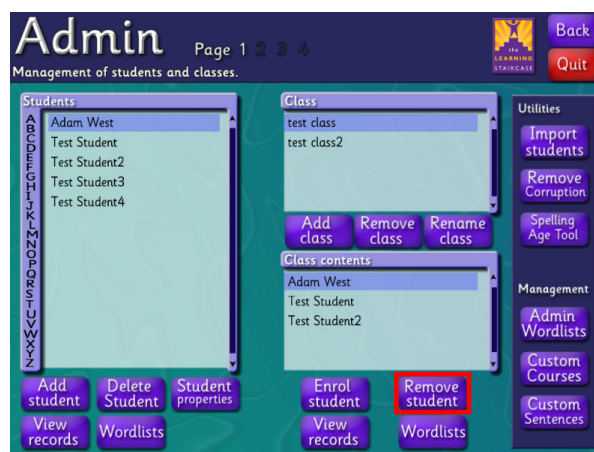 Admin Page 1 2 3 4
Management of students and classes.
the
LEARNING
STAIRCASE
Back
Quit
Students
A
B
C
D
E
F
G
H
I
J
K
L
M
N
O
P
Q
R
S
T
U
V
W
X
Y
Z
Adam West
Test Student
Test Student2
Test Student3
Test Student4
Add
student
Delete
Student
Student
properties
View
records
Wordlists
Class
test class
test class2
Add
class
Remove
class
Rename
class
Class contents
Adam West
Test Student
Test Student2
Enrol
student
Remove
student
View
records
Wordlists
Utilities
Import
students
Remove
Corruption
Spelling
Age Tool
Management
Admin
Wordlists
Custom
Courses
Custom
Sentences